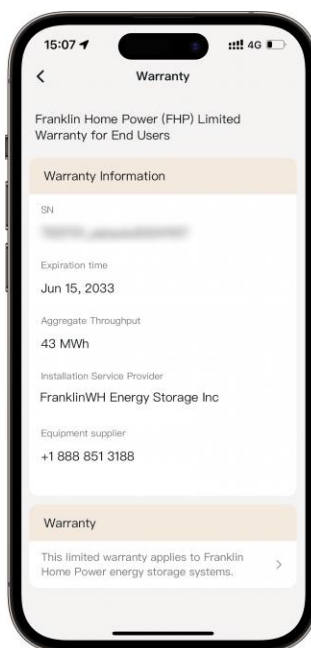 15:07
4G
Warranty
Franklin Home Power (FHP) Limited
Warranty for End Users
Warranty Information
SN
Expiration time
Jun 15, 2033
Aggregate Throughput
43 MWh
Installation Service Provider
FranklinWH Energy Storage Inc
Equipment supplier
+1 888 851 3188
Warranty
This limited warranty applies to Franklin
Home Power energy storage systems.